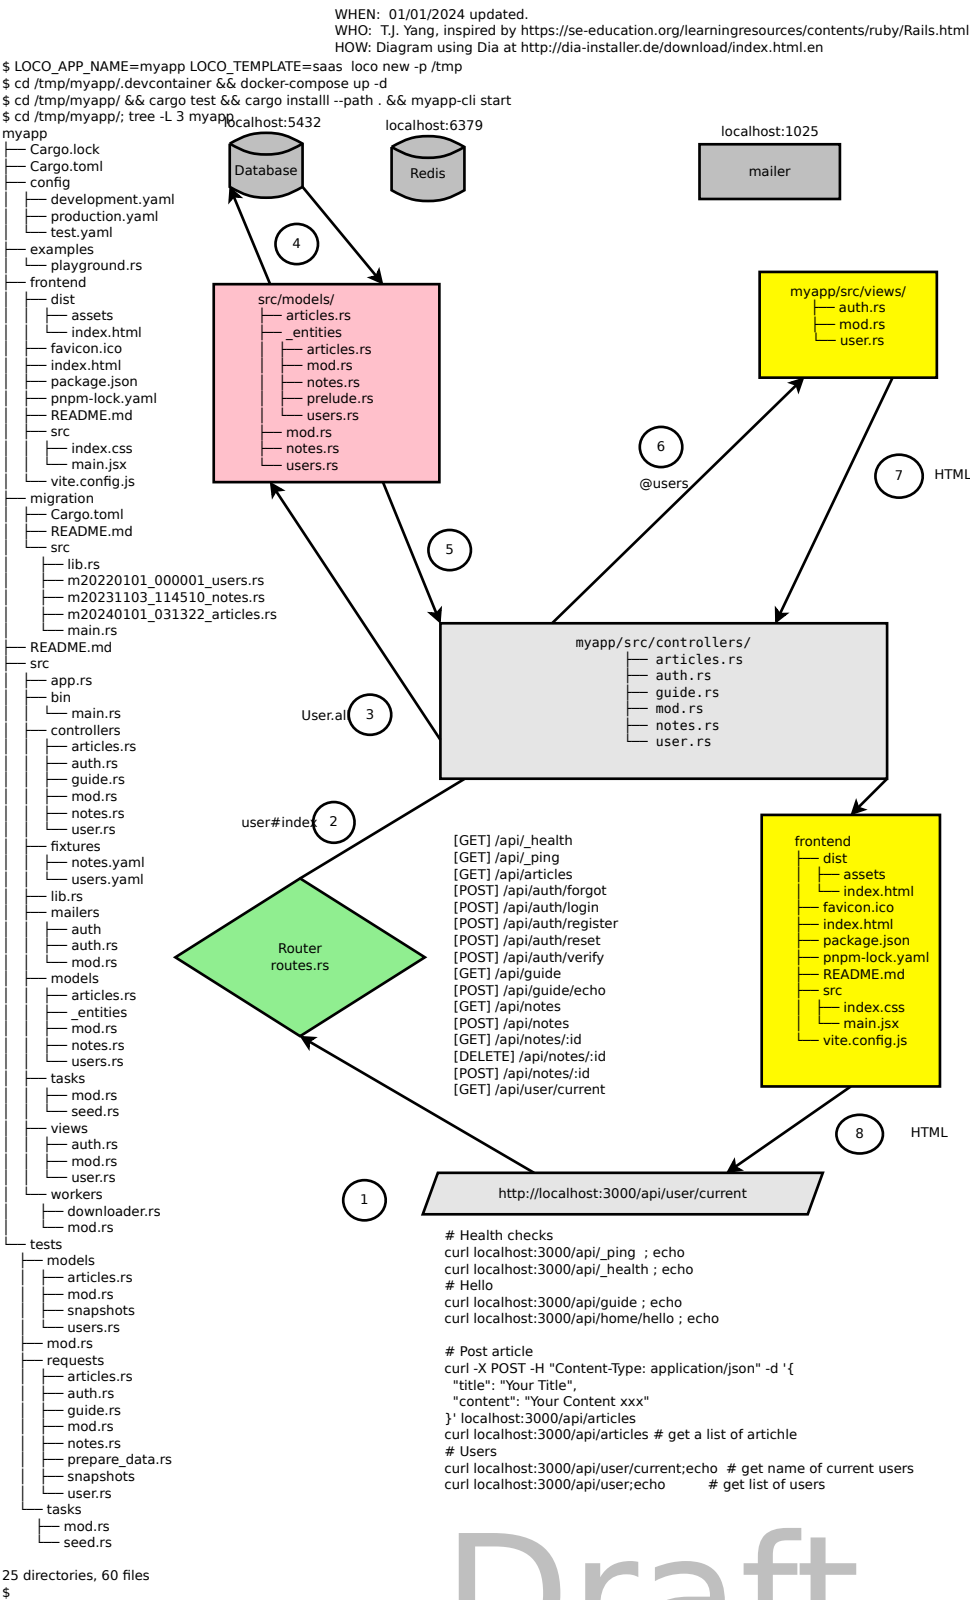 WHEN:  01/01/2024 updated.
WHO:  T.J. Yang, inspired by https://se-education.org/learningresources/contents/ruby/Rails.html
HOW: Diagram using Dia at http://dia-installer.de/download/index.html.en
$ LOCO_APP_NAME=myapp LOCO_TEMPLATE=saas  loco new -p /tmp
$ cd /tmp/myapp/.devcontainer && docker-compose up -d
$ cd /tmp/myapp/ && cargo test && cargo installl --path . && myapp-cli start
$ cd /tmp/myapp/; tree -L 3 myapp
myapp
├── Cargo.lock
├── Cargo.toml
├── config
│   ├── development.yaml
│   ├── production.yaml
│   └── test.yaml
├── examples
│   └── playground.rs
├── frontend
│   ├── dist
│   │   ├── assets
│   │   └── index.html
│   ├── favicon.ico
│   ├── index.html
│   ├── package.json
│   ├── pnpm-lock.yaml
│   ├── README.md
│   ├── src
│   │   ├── index.css
│   │   └── main.jsx
│   └── vite.config.js
├── migration
│   ├── Cargo.toml
│   ├── README.md
│   └── src
│       ├── lib.rs
│       ├── m20220101_000001_users.rs
│       ├── m20231103_114510_notes.rs
│       ├── m20240101_031322_articles.rs
│       └── main.rs
├── README.md
├── src
│   ├── app.rs
│   ├── bin
│   │   └── main.rs
│   ├── controllers
│   │   ├── articles.rs
│   │   ├── auth.rs
│   │   ├── guide.rs
│   │   ├── mod.rs
│   │   ├── notes.rs
│   │   └── user.rs
│   ├── fixtures
│   │   ├── notes.yaml
│   │   └── users.yaml
│   ├── lib.rs
│   ├── mailers
│   │   ├── auth
│   │   ├── auth.rs
│   │   └── mod.rs
│   ├── models
│   │   ├── articles.rs
│   │   ├── _entities
│   │   ├── mod.rs
│   │   ├── notes.rs
│   │   └── users.rs
│   ├── tasks
│   │   ├── mod.rs
│   │   └── seed.rs
│   ├── views
│   │   ├── auth.rs
│   │   ├── mod.rs
│   │   └── user.rs
│   └── workers
│       ├── downloader.rs
│       └── mod.rs
└── tests
    ├── models
    │   ├── articles.rs
    │   ├── mod.rs
    │   ├── snapshots
    │   └── users.rs
    ├── mod.rs
    ├── requests
    │   ├── articles.rs
    │   ├── auth.rs
    │   ├── guide.rs
    │   ├── mod.rs
    │   ├── notes.rs
    │   ├── prepare_data.rs
    │   ├── snapshots
    │   └── user.rs
    └── tasks
        ├── mod.rs
        └── seed.rs
25 directories, 60 files
$
localhost:5432
Database
localhost:6379
Redis
localhost:1025
mailer
4
src/models/
├── articles.rs
├── _entities
│   ├── articles.rs
│   ├── mod.rs
│   ├── notes.rs
│   ├── prelude.rs
│   └── users.rs
├── mod.rs
├── notes.rs
└── users.rs
myapp/src/views/
├── auth.rs
├── mod.rs
└── user.rs
6
@users
7
HTML
5
myapp/src/controllers/
├── articles.rs
├── auth.rs
├── guide.rs
├── mod.rs
├── notes.rs
└── user.rs
User.al
3
user#index
2
Router
routes.rs
[GET] /api/_health
[GET] /api/_ping
[GET] /api/articles
[POST] /api/auth/forgot
[POST] /api/auth/login
[POST] /api/auth/register
[POST] /api/auth/reset
[POST] /api/auth/verify
[GET] /api/guide
[POST] /api/guide/echo
[GET] /api/notes
[POST] /api/notes
[GET] /api/notes/:id
[DELETE] /api/notes/:id
[POST] /api/notes/:id
[GET] /api/user/current
frontend
├── dist
│   ├── assets
│   └── index.html
├── favicon.ico
├── index.html
├── package.json
├── pnpm-lock.yaml
├── README.md
├── src
│   ├── index.css
│   └── main.jsx
└── vite.config.js
8
HTML
1
http://localhost:3000/api/user/current
# Health checks
curl localhost:3000/api/_ping  ; echo
curl localhost:3000/api/_health ; echo
# Hello
curl localhost:3000/api/guide ; echo
curl localhost:3000/api/home/hello ; echo
# Post article
curl -X POST -H "Content-Type: application/json" -d '{
  "title": "Your Title",
  "content": "Your Content xxx"
}' localhost:3000/api/articles
curl localhost:3000/api/articles # get a list of artichle
# Users
curl localhost:3000/api/user/current;echo  # get name of current users
curl localhost:3000/api/user;echo          # get list of users
Draft